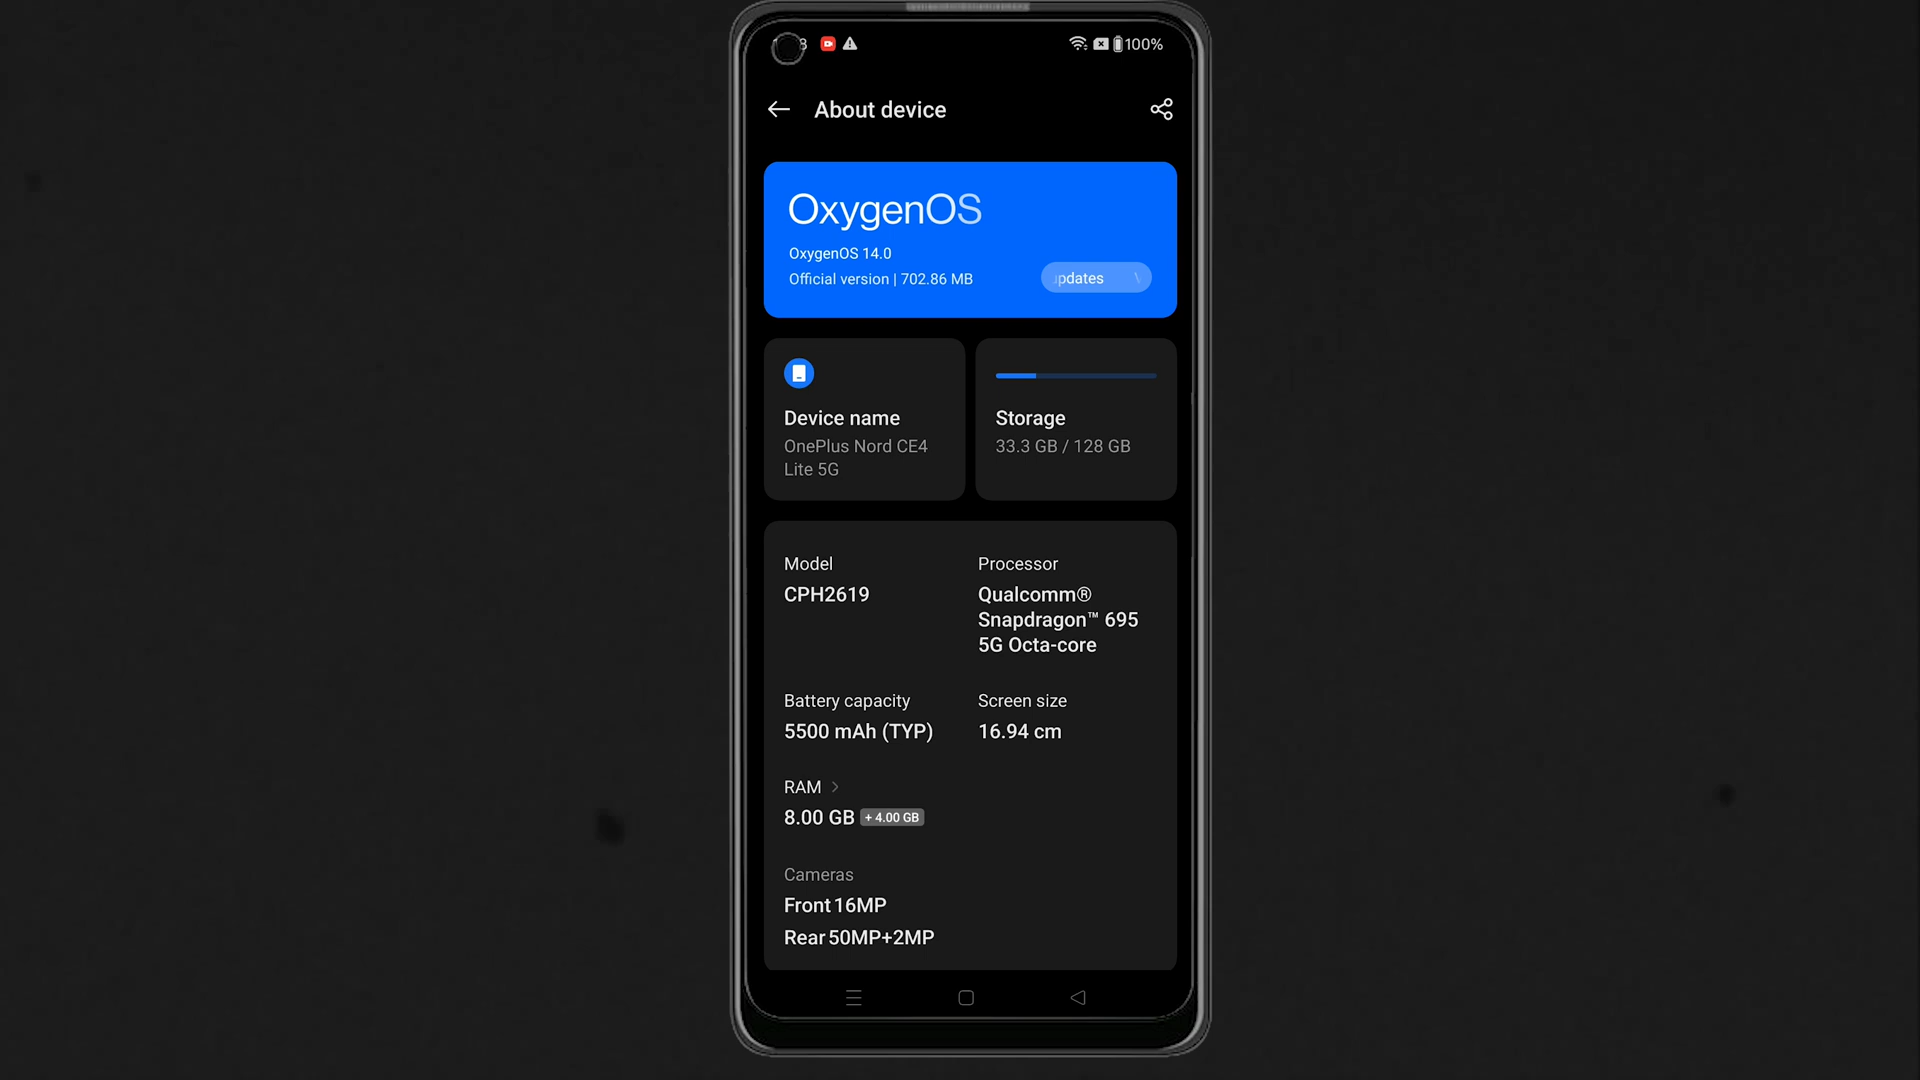 100%
About device
OxygenOS
OxygenOS 14.0
Official version | 702.86 MB
pdates
Device name
OnePlus Nord CE4
Lite 5G
Storage
33.3 GB / 128 GB
Model
CPH2619
Processor
Qualcomm®
Snapdragon™ 695
5G Octa-core
Battery capacity
5500 mAh (TYP)
Screen size
16.94 cm
RAM
8.00 GB + 4.00 GB
Cameras
Front 16MP
Rear 50MP+2MP